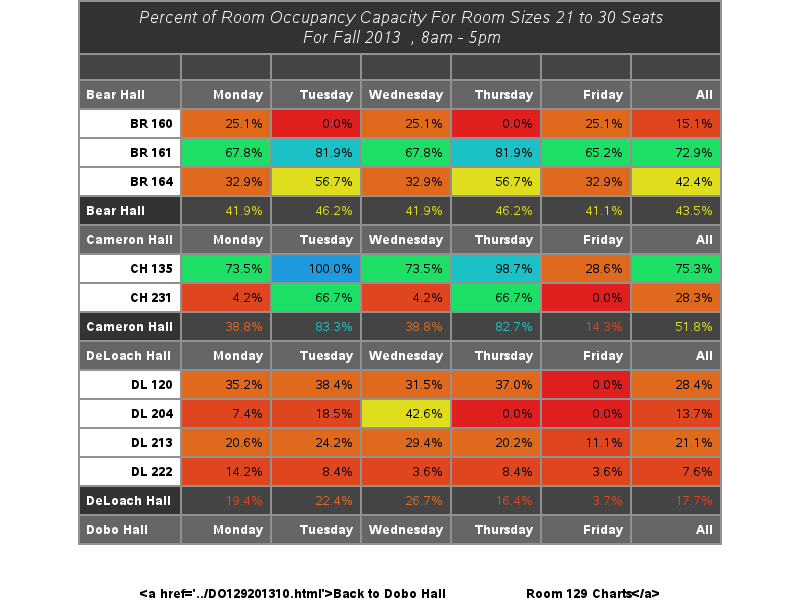 Percent of Room Occupancy Capacity For Room Sizes 21 to 30 Seats
For Fall 2013 , 8am - 5pm
Bear Hall Monday Tuesday Wednesday Thursday Friday All
BR 160 25.1% 0.0% 25.1% 0.0% 25.1% 15.1%
BR 161 67.8% 81.9% 67.8% 81.9% 65.2% 72.9%
BR 164 32.9% 56.7% 32.9% 56.7% 32.9% 42.4%
Bear Hall 41.9% 46.2% 41.9% 46.2% 41.1% 43.5%
Cameron Hall Monday Tuesday Wednesday Thursday Friday All
CH 135 73.5% 100.0% 73.5% 98.7% 28.6% 75.3%
CH 231 4.2% 66.7% 4.2% 66.7% 0.0% 28.3%
Cameron Hall 38.8% 83.3% 38.8% 82.7% 14.3% 51.8%
DeLoach Hall Monday Tuesday Wednesday Thursday Friday All
DL 120 35.2% 38.4% 31.5% 37.0% 0.0% 28.4%
DL 204 7.4% 18.5% 42.6% 0.0% 0.0% 13.7%
DL 213 20.6% 24.2% 29.4% 20.2% 11.1% 21.1%
DL 222 14.2% 8.4% 3.6% 8.4% 3.6% 7.6%
DeLoach Hall 19.4% 22.4% 26.7% 16.4% 3.7% 17.7%
Dobo Hall Monday Tuesday Wednesday Thursday Friday All
<a href='../DO129201310.html'>Back to Dobo Hall Room 129 Charts</a>